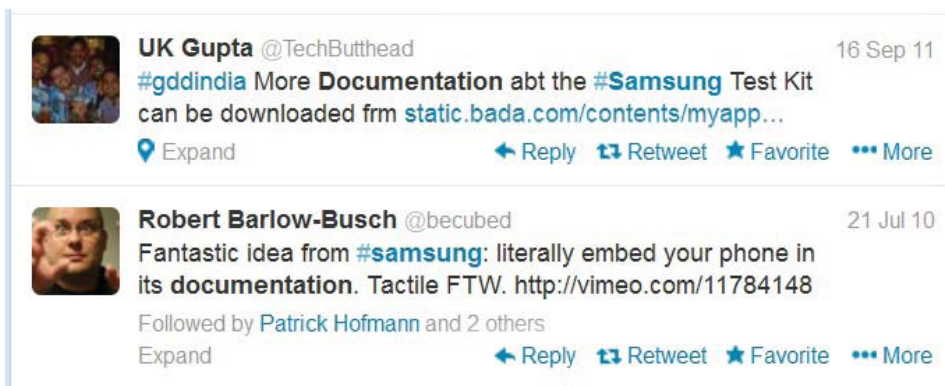 UK Gupta @TechButthead 16 Sep 11
#gddindia More Documentation abt the #Samsung Test Kit
can be downloaded frm static.bada.com/contents/myapp…
Expand Reply Retweet Favorite More
Robert Barlow-Busch @becubed 21 Jul 10
Fantastic idea from #samsung: literally embed your phone in
its documentation. Tactile FTW. http://vimeo.com/11784148
Followed by Patrick Hofmann and 2 others
Expand Reply Retweet Favorite More